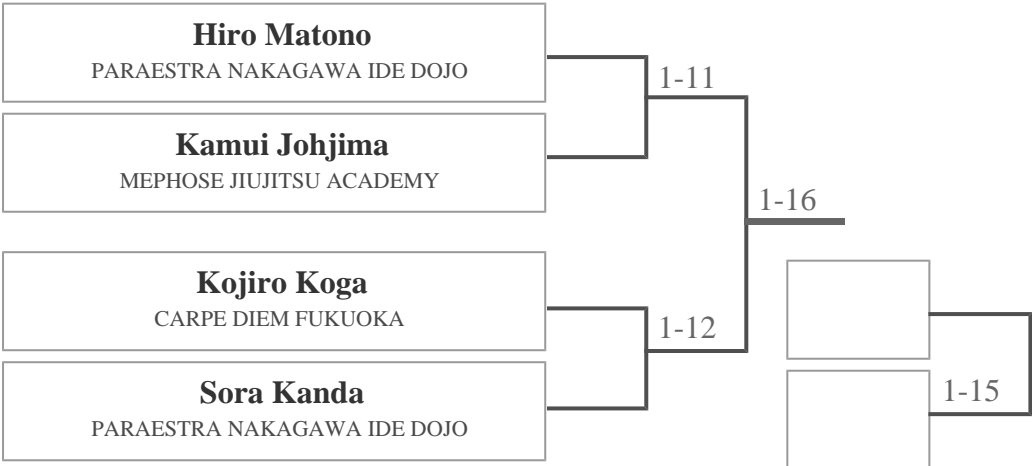 Hiro Matono
PARAESTRA NAKAGAWA IDE DOJO
1-11
Kamui Johjima
MEPHOSE JIUJITSU ACADEMY
1-16
Kojiro Koga
CARPE DIEM FUKUOKA
1-12
Sora Kanda
PARAESTRA NAKAGAWA IDE DOJO
1-15